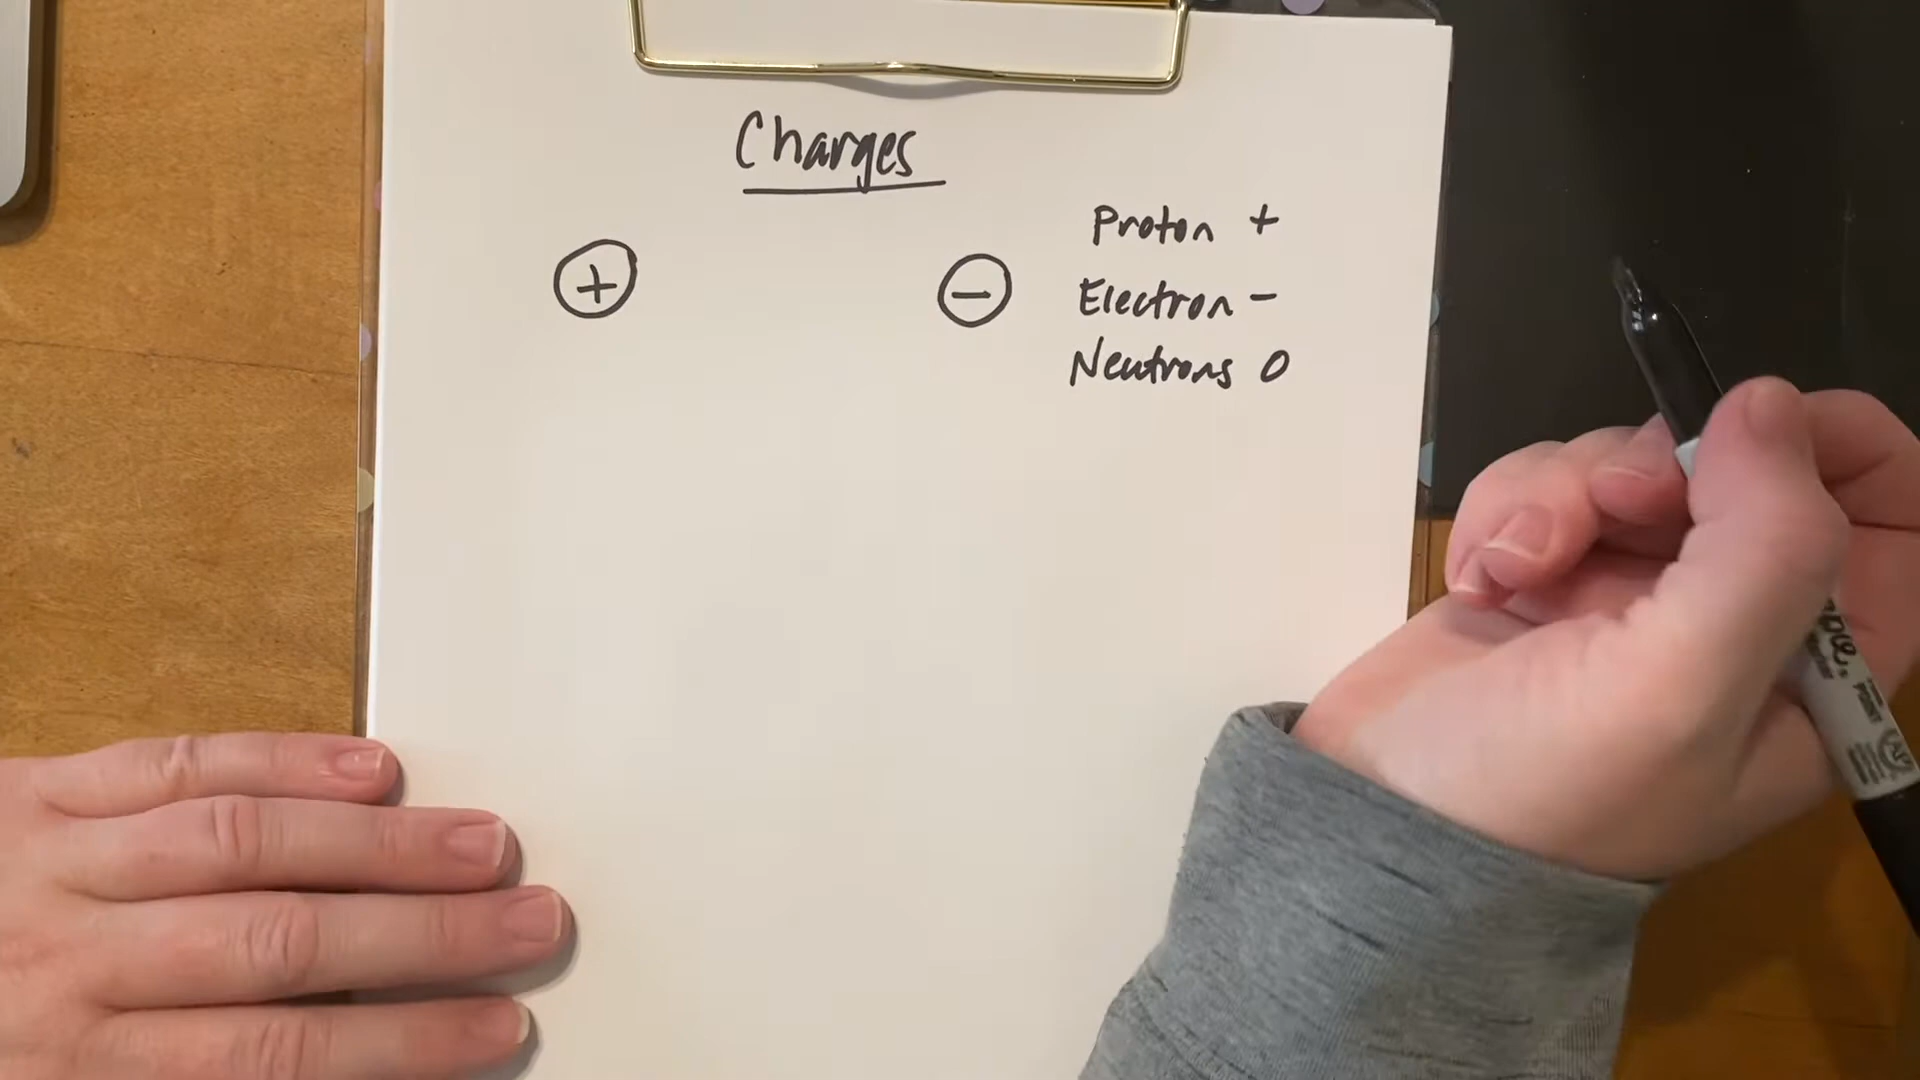 Charges
+
-
Proton +
Electron -
Neutrons 0